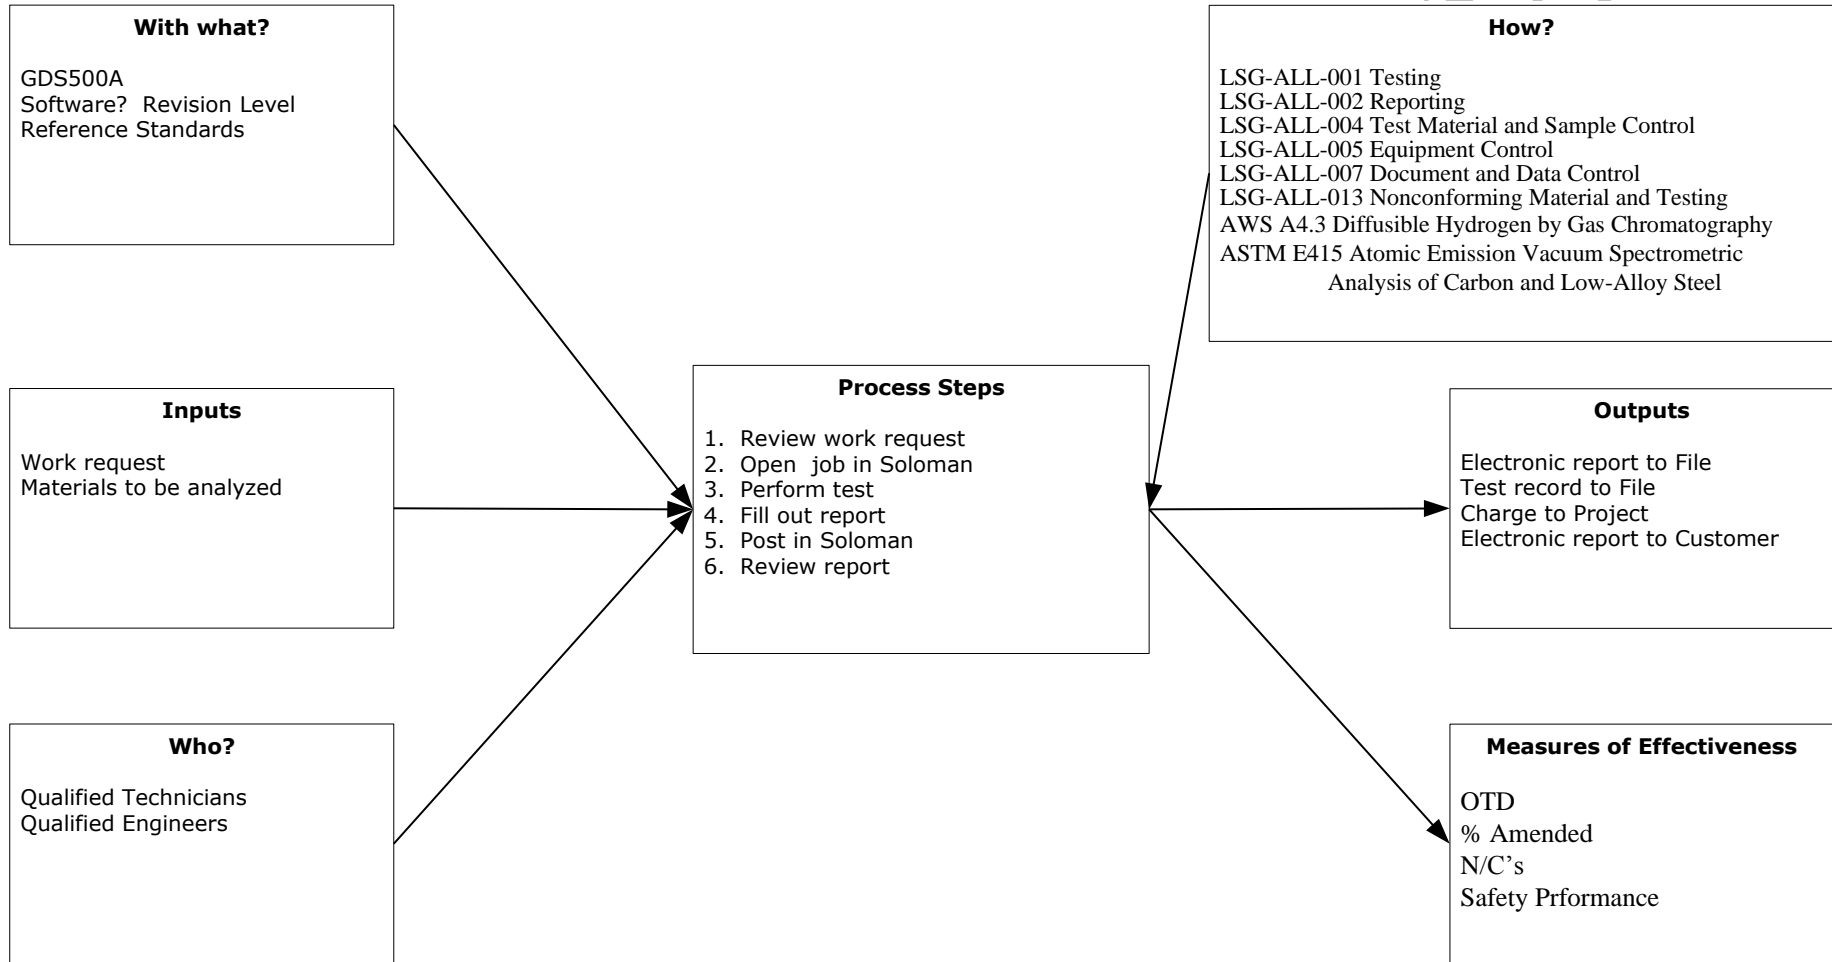 With what?
GDS500A
Software?  Revision Level
Reference Standards
How?
LSG-ALL-001 Testing
LSG-ALL-002 Reporting
LSG-ALL-004 Test Material and Sample Control
LSG-ALL-005 Equipment Control
LSG-ALL-007 Document and Data Control
LSG-ALL-013 Nonconforming Material and Testing
AWS A4.3 Diffusible Hydrogen by Gas Chromatography
ASTM E415 Atomic Emission Vacuum Spectrometric
Analysis of Carbon and Low-Alloy Steel
Inputs
Work request
Materials to be analyzed
Process Steps
1.  Review work request
2.  Open  job in Soloman
3.  Perform test
4.  Fill out report
5.  Post in Soloman
6.  Review report
Outputs
Electronic report to File
Test record to File
Charge to Project
Electronic report to Customer
Who?
Qualified Technicians
Qualified Engineers
Measures of Effectiveness
OTD
% Amended
N/C’s
Safety Prformance